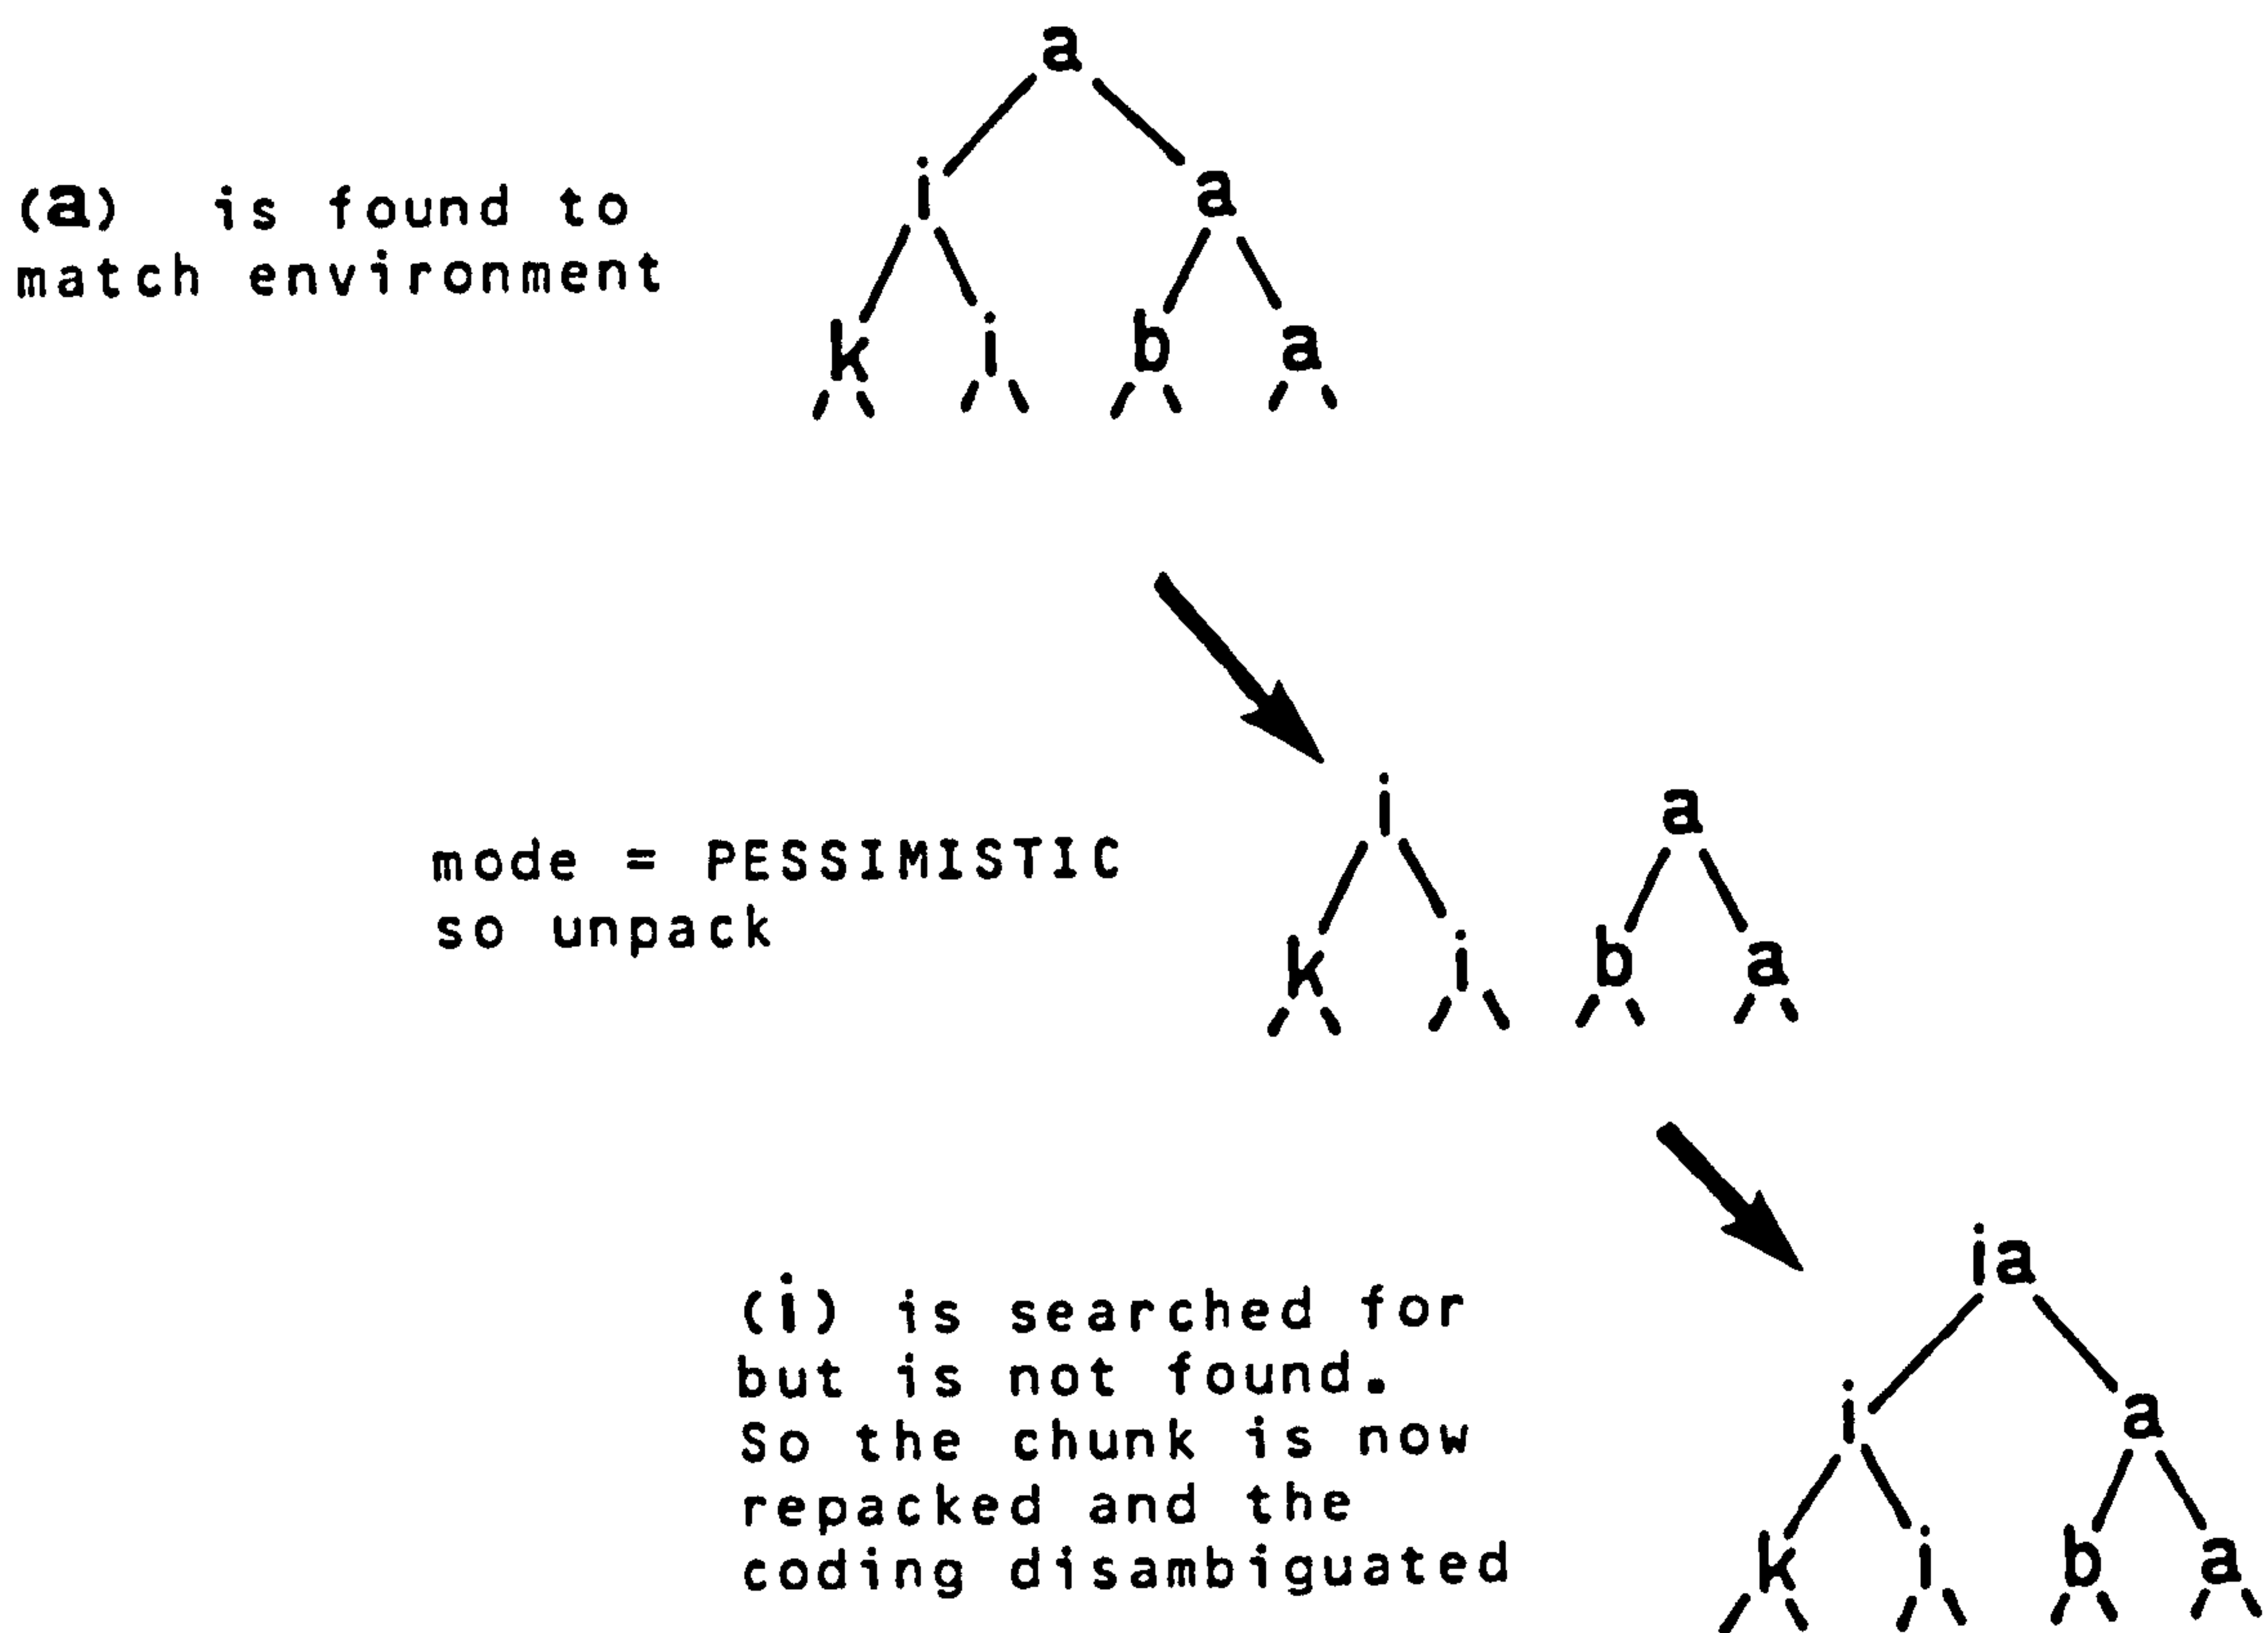 a
i a
(a) is found to
match environment
k i b a
i a
mode = PESSIMISTIC
so unpack
k i b a
ia
(i) is searched for
but is not found.
So the chunk is now
repacked and the
coding disambiguated
i a
k i b a